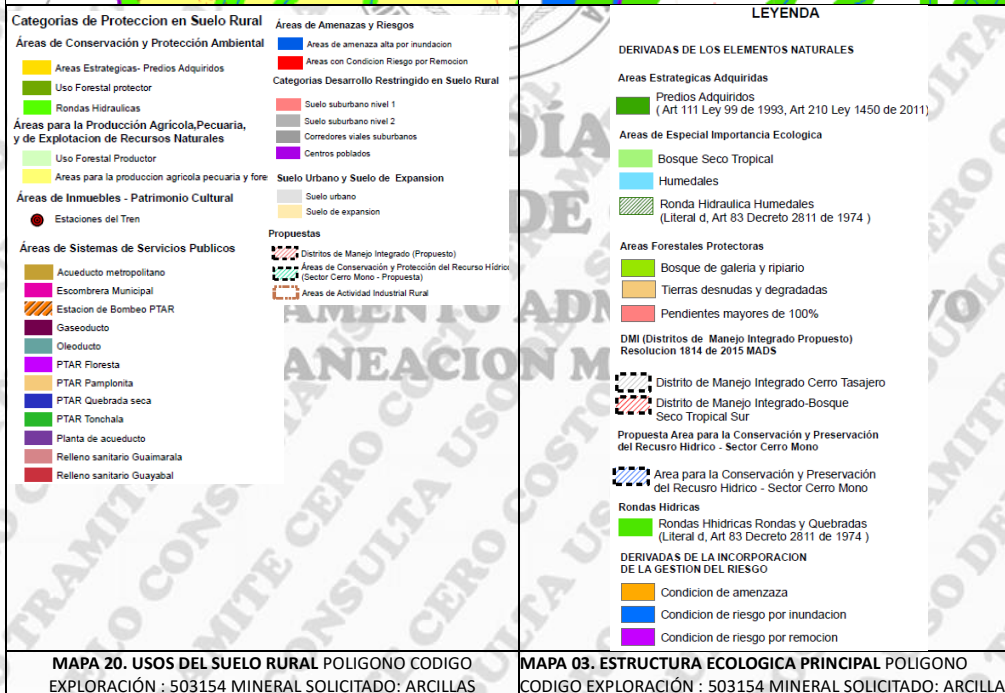 Categorias de Proteccion en Suelo Rural
Áreas de Conservación y Protección Ambiental
Areas Estrategicas- Predios Adquiridos
Uso Forestal protector
Rondas Hidraulicas
Áreas para la Producción Agrícola,Pecuaria,
y de Explotacion de Recursos Naturales
Uso Forestal Productor
Areas para la produccion agricola pecuaria y fore
Áreas de Inmuebles - Patrimonio Cultural
Estaciones del Tren
Áreas de Sistemas de Servicios Publicos
Acueducto metropolitano
Escombrera Municipal
Estacion de Bombeo PTAR
Gaseoducto
Oleoducto
PTAR Floresta
PTAR Pamplonita
PTAR Quebrada seca
PTAR Tonchala
Planta de acueducto
Relleno sanitario Guaimarala
Relleno sanitario Guayabal
Áreas de Amenazas y Riesgos
Areas de amenaza alta por inundacion
Areas con Condicion Riesgo por Remocion
Categorias Desarrollo Restringido en Suelo Rural
Suelo suburbano nivel 1
Suelo suburbano nivel 2
Corredores viales suburbanos
Centros poblados
Suelo Urbano y Suelo de Expansion
Suelo urbano
Suelo de expansion
Propuestas
Distritos de Manejo Integrado (Propuesto)
Áreas de Conservación y Protección del Recurso Hídrico
(Sector Cerro Mono - Propuesta)
Areas de Actividad Industrial Rural
MAPA 20. USOS DEL SUELO RURAL POLIGONO CODIGO
EXPLORACIÓN : 503154 MINERAL SOLICITADO: ARCILLAS
LEYENDA
DERIVADAS DE LOS ELEMENTOS NATURALES
Areas Estrategicas Adquiridas
Predios Adquiridos
( Art 111 Ley 99 de 1993, Art 210 Ley 1450 de 2011)
Areas de Especial Importancia Ecologica
Bosque Seco Tropical
Humedales
Ronda Hidraulica Humedales
(Literal d, Art 83 Decreto 2811 de 1974 )
Areas Forestales Protectoras
Bosque de galeria y ripiario
Tierras desnudas y degradadas
Pendientes mayores de 100%
DMI (Distritos de Manejo Integrado Propuesto)
Resolucion 1814 de 2015 MADS
Distrito de Manejo Integrado Cerro Tasajero
Distrito de Manejo Integrado-Bosque
Seco Tropical Sur
Propuesta Area para la Conservación y Preservación
del Recusro Hidrico - Sector Cerro Mono
Area para la Conservación y Preservación
del Recusro Hidrico - Sector Cerro Mono
Rondas Hidricas
Rondas Hhidricas Rondas y Quebradas
(Literal d, Art 83 Decreto 2811 de 1974 )
DERIVADAS DE LA INCORPORACION
DE LA GESTION DEL RIESGO
Condicion de amenzaza
Condicion de riesgo por inundacion
Condicion de riesgo por remocion
MAPA 03. ESTRUCTURA ECOLOGICA PRINCIPAL POLIGONO
CODIGO EXPLORACIÓN : 503154 MINERAL SOLICITADO: ARCILLA